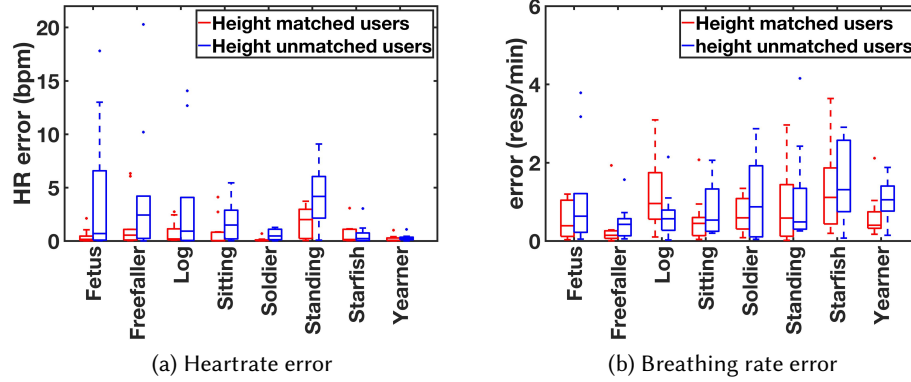 Height matched users
Height unmatched users
HR error (bpm)
20
15
10
5
0
Fetus
Freefaller
Log
Sitting
Soldier
Standing
Starfish
Yearner
(a) Heartrate error
Height matched users
height unmatched users
error (resp/min)
6
4
2
0
Fetus
Freefaller
Log
Sitting
Soldier
Standing
Starfish
Yearner
(b) Breathing rate error